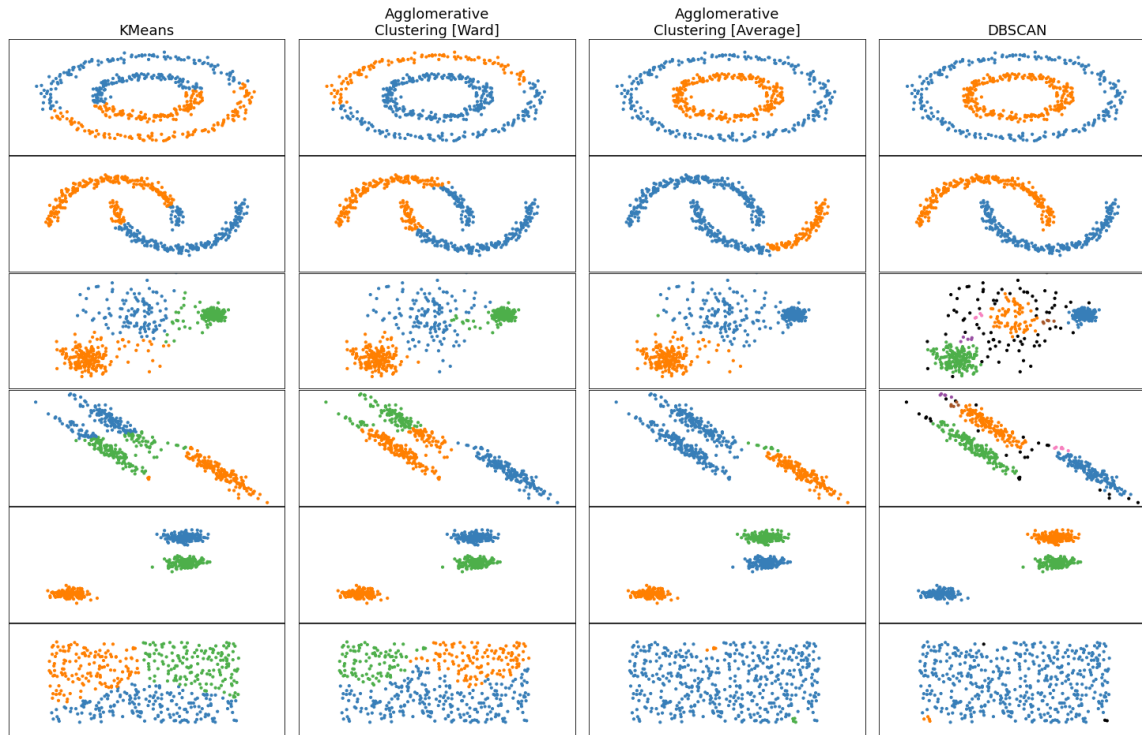 KMeans
Agglomerative
Clustering [Ward]
Agglomerative
Clustering [Average]
DBSCAN